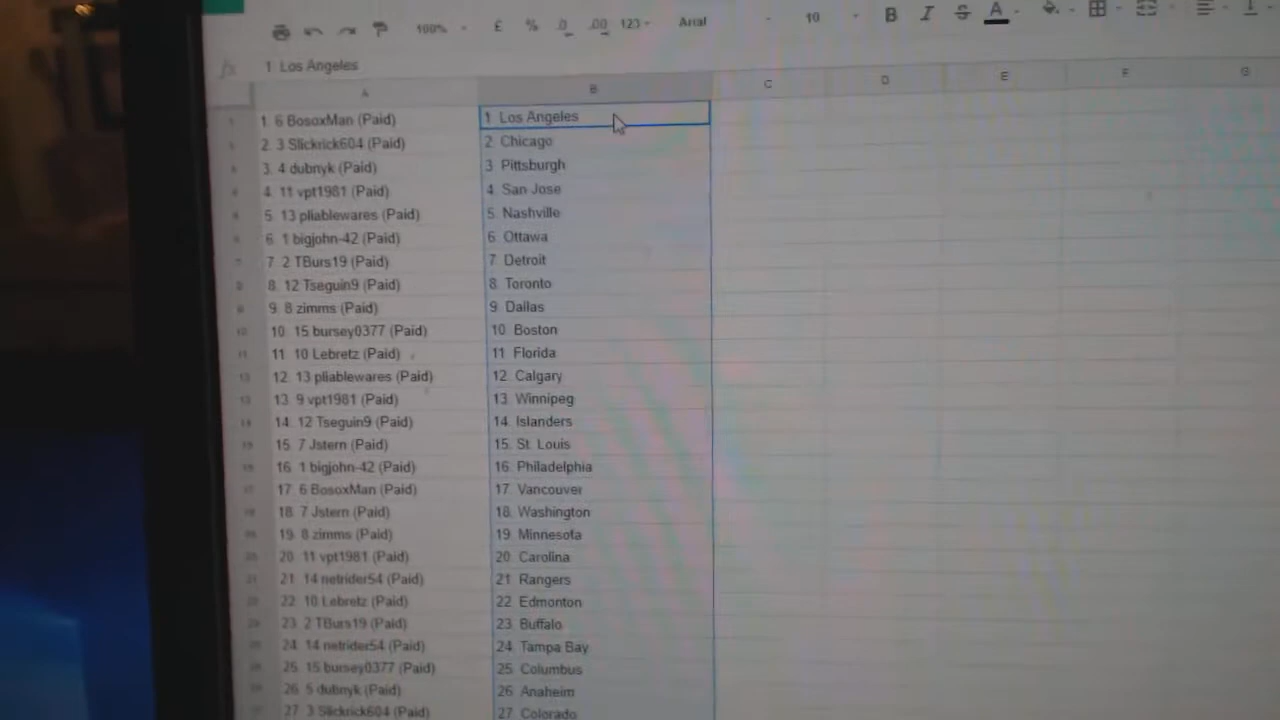 100% £ % .0 .00 123 Arial 10 B I S A
fx 1 Los Angeles
A B C D E F G
1 6 BosoxMan (Paid) 1 Los Angeles
2. 3 Slickrick604 (Paid) 2 Chicago
3. 4 dubnyk (Paid) 3 Pittsburgh
4. 11 vpt1981 (Paid) 4 San Jose
5. 13 pliablewares (Paid) 5 Nashville
6. 1 bigjohn-42 (Paid) 6 Ottawa
7 2 TBurs19 (Paid) 7 Detroit
8. 12 Tseguin9 (Paid) 8 Toronto
9. 8 zimms (Paid) 9 Dallas
10. 15 bursey0377 (Paid) 10 Boston
11 10 Lebretz (Paid) 11 Florida
12. 13 pliablewares (Paid) 12. Calgary
13. 9 vpt1981 (Paid) 13 Winnipeg
14. 12 Tseguin9 (Paid) 14. Islanders
15. 7 Jstern (Paid) 15. St. Louis
16. 1 bigjohn-42 (Paid) 16. Philadelphia
17. 6 BosoxMan (Paid) 17. Vancouver
18. 7 Jstern (Paid) 18. Washington
19. 8 zimms (Paid) 19. Minnesota
20. 11 vpt1981 (Paid) 20. Carolina
21 14 netrider54 (Paid) 21 Rangers
22. 10 Lebretz (Paid) 22 Edmonton
23. 2 TBurs19 (Paid) 23. Buffalo
24. 14 netrider54 (Paid) 24. Tampa Bay
25. 15 bursey0377 (Paid) 25. Columbus
26. 5 dubnyk (Paid) 26 Anaheim
27. 3 Slickrick604 (Paid) 27 Colorado